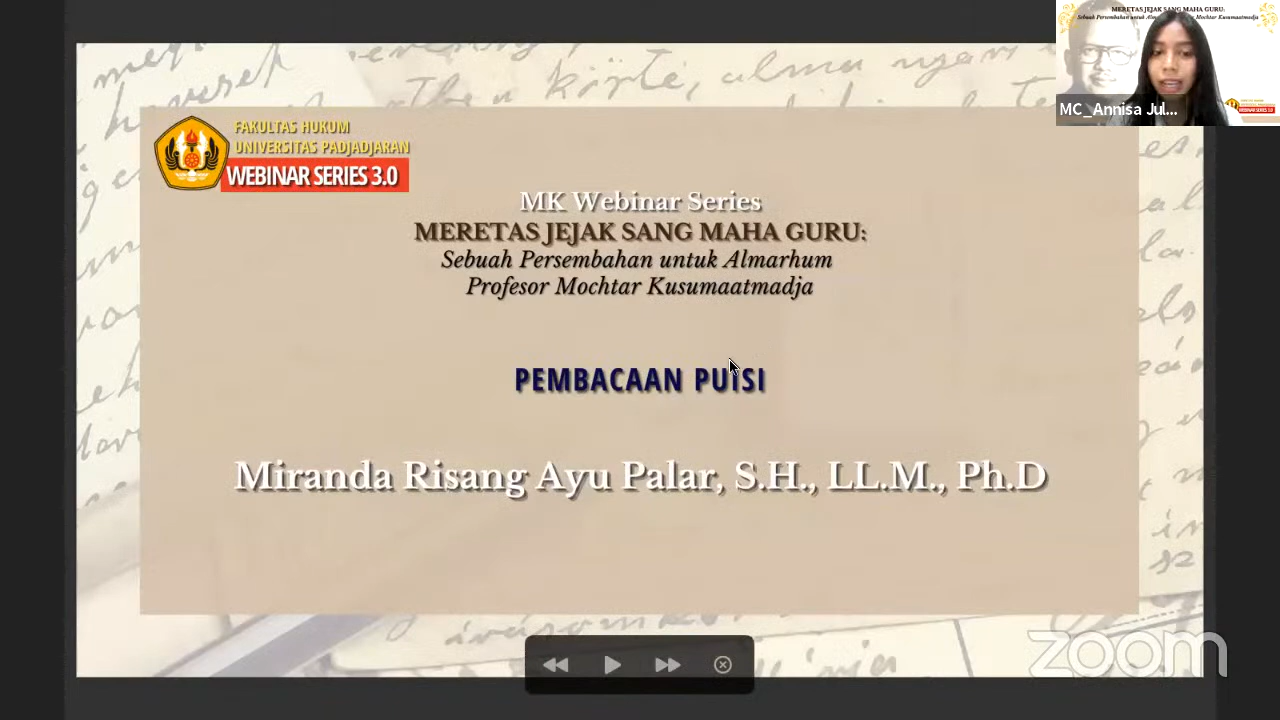 MERETAS JEJAK SANG MAHA GURU:
MC_Annisa Jul...
FAKULTAS HUKUM
UNIVERSITAS PADJADJARAN
WEBINAR SERIES 3.0
MK Webinar Series
MERETAS JEJAK SANG MAHA GURU:
Sebuah Persembahan untuk Almarhum
Profesor Mochtar Kusumaatmadja
PEMBACAAN PUISI
Miranda Risang Ayu Palar, S.H., LL.M., Ph.D
zoom